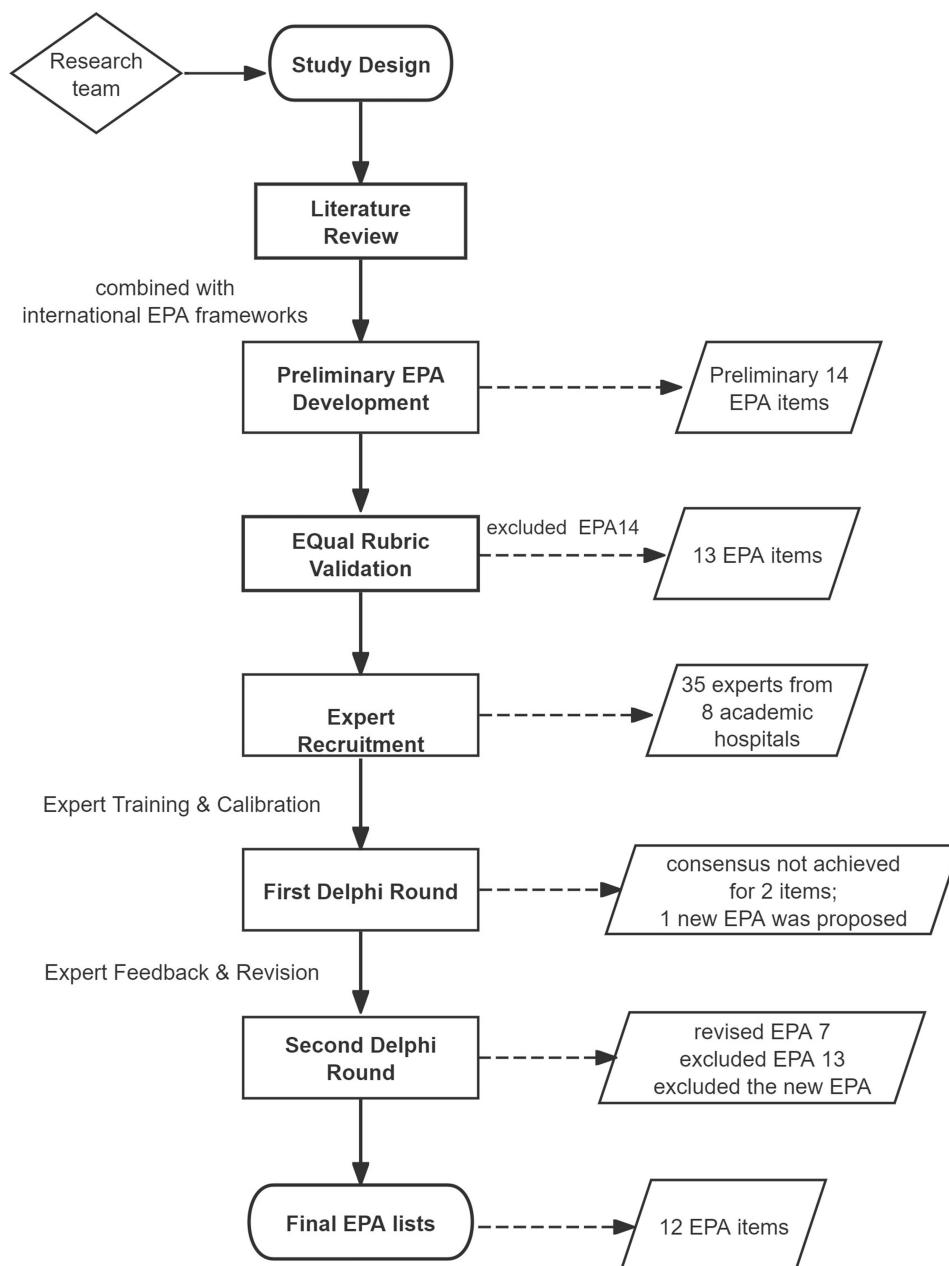 Research
team
Study Design
Literature
Review
combined with
international EPA frameworks
Preliminary EPA
Development
Preliminary 14
EPA items
EQual Rubric
Validation
excluded EPA14
13 EPA items
Expert
Recruitment
35 experts from
8 academic
hospitals
Expert Training & Calibration
First Delphi Round
consensus not achieved
for 2 items;
1 new EPA was proposed
Expert Feedback & Revision
Second Delphi
Round
revised EPA 7
excluded EPA 13
excluded the new EPA
Final EPA lists
12 EPA items